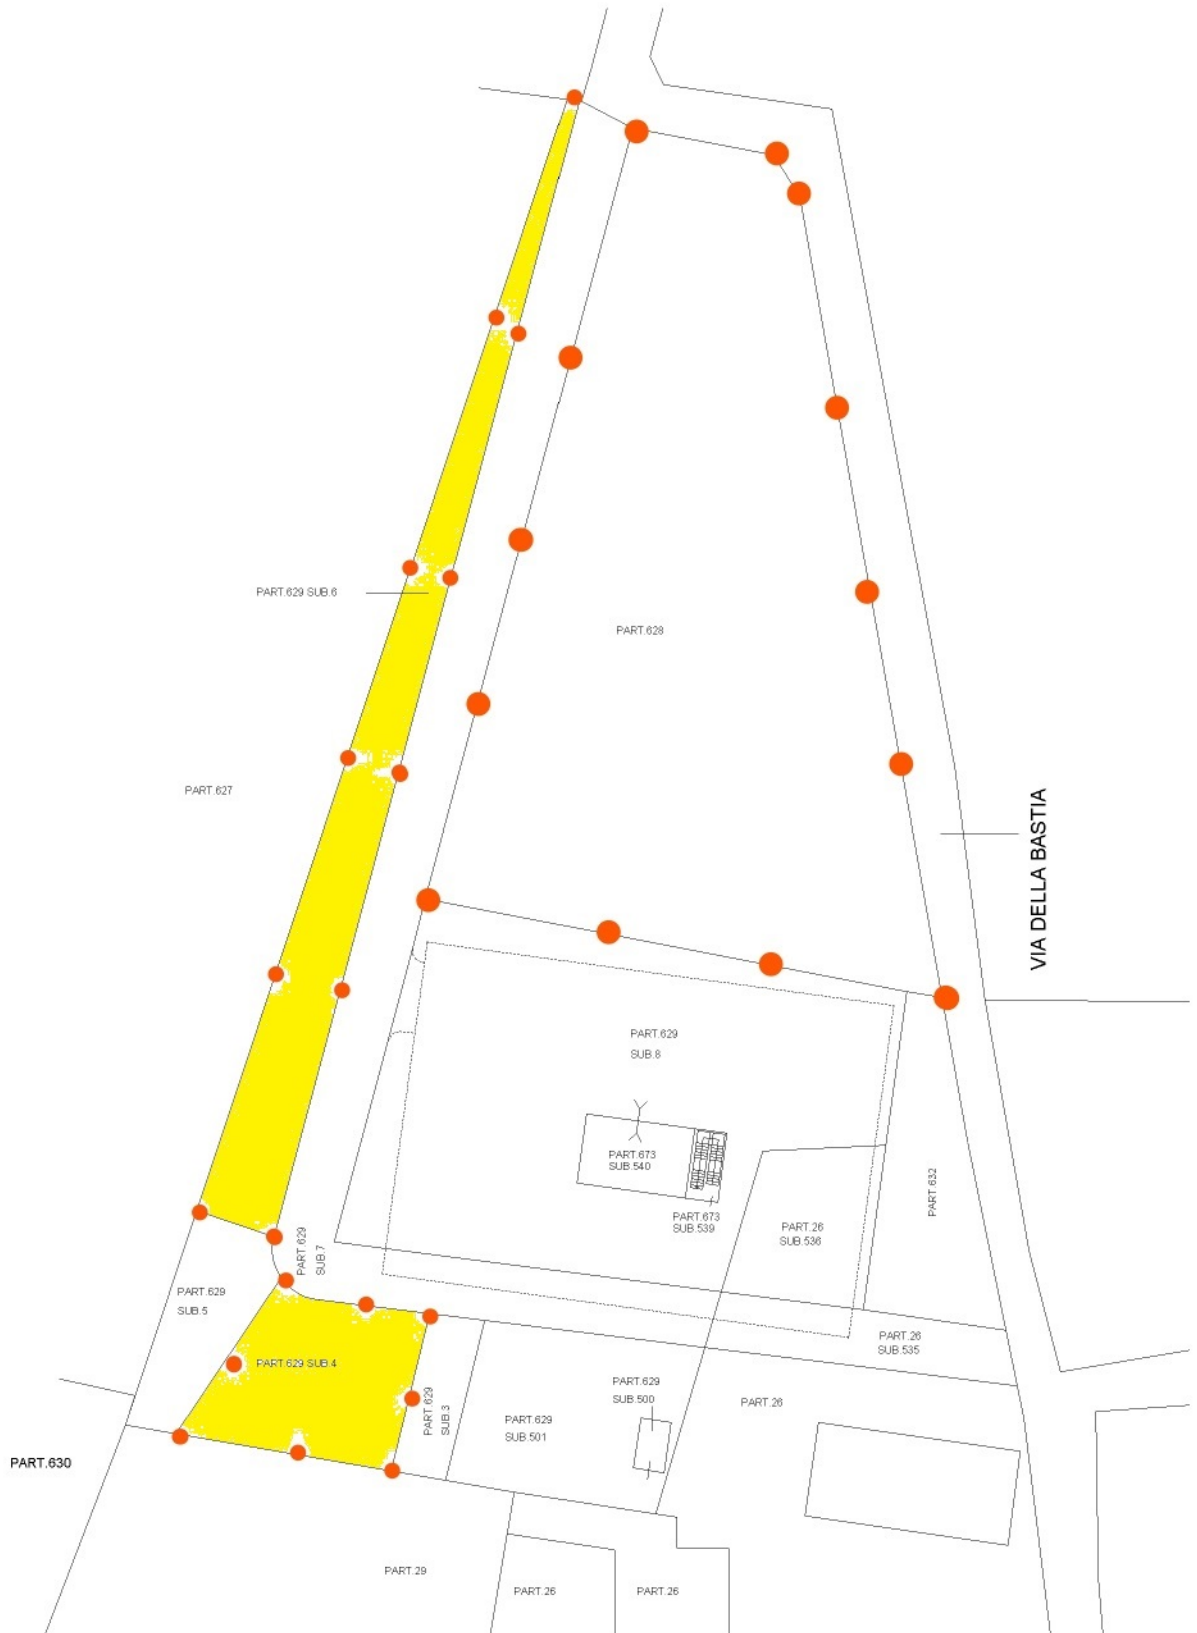 PART.629 SUB.6
PART.628
PART.627
VIA DELLA BASTIA
PART.629
SUB.8
PART.673
SUB.540
PART.673
SUB.539
PART.26
SUB.536
PART.632
PART.629
SUB.7
PART.629
SUB.5
PART.629 SUB.4
PART.629
SUB.3
PART.629
SUB.501
PART.629
SUB.500
PART.26
SUB.535
PART.26
PART.630
PART.29
PART.26
PART.26